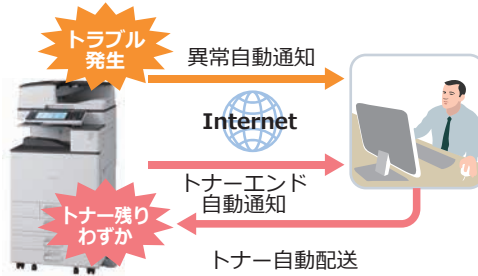 トラブル
発生
異常自動通知
Internet
トナーエンド
自動通知
トナー残り
わずか
トナー自動配送